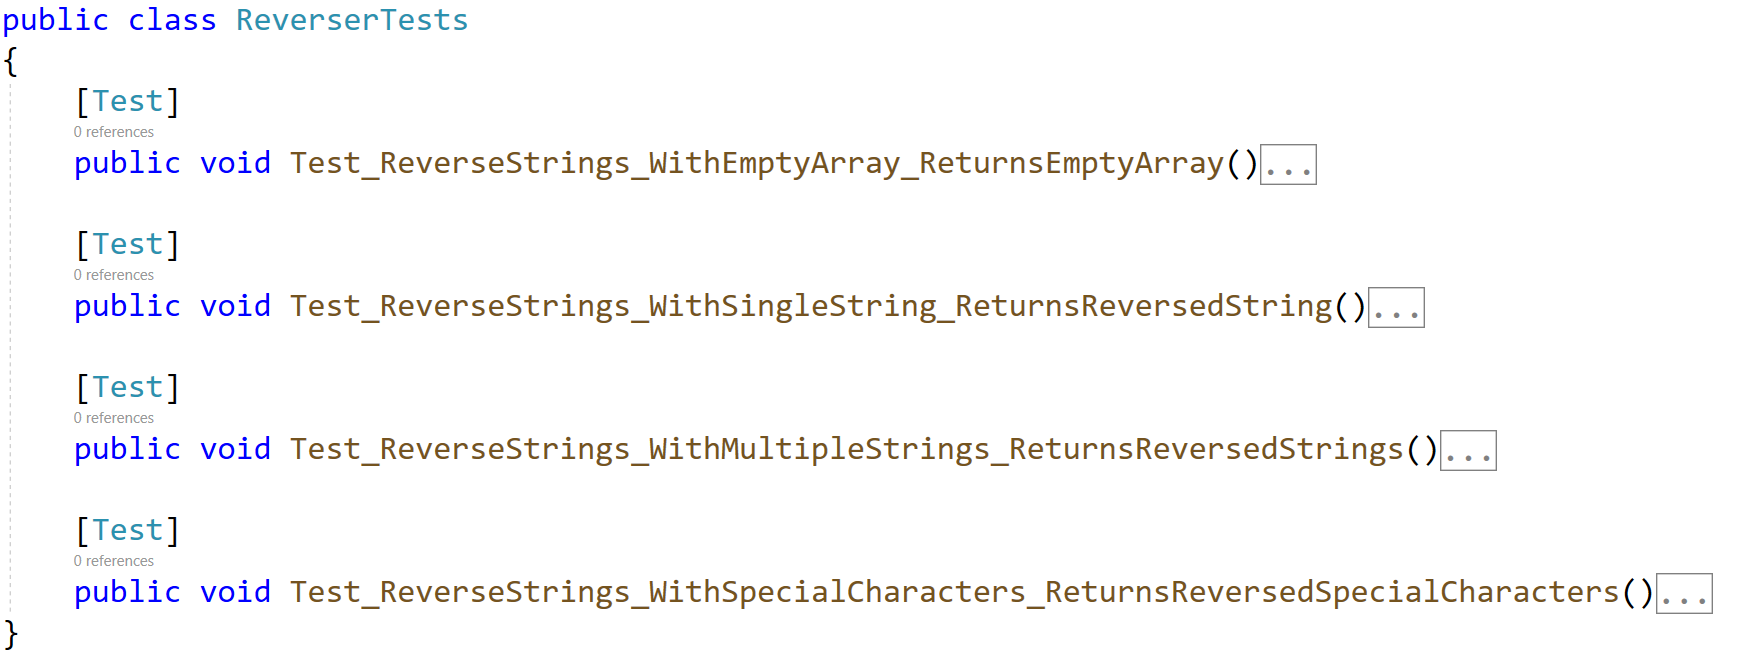 public class ReverserTests
{
[Test]
0 references
public void Test_ReverseStrings_WithEmptyArray_ReturnsEmptyArray()...
[Test]
0 references
public void Test_ReverseStrings_WithSingleString_ReturnsReversedString()...
[Test]
0 references
public void Test_ReverseStrings_WithMultipleStrings_ReturnsReversedStrings()...
[Test]
0 references
public void Test_ReverseStrings_WithSpecialCharacters_ReturnsReversedSpecialCharacters()...
}